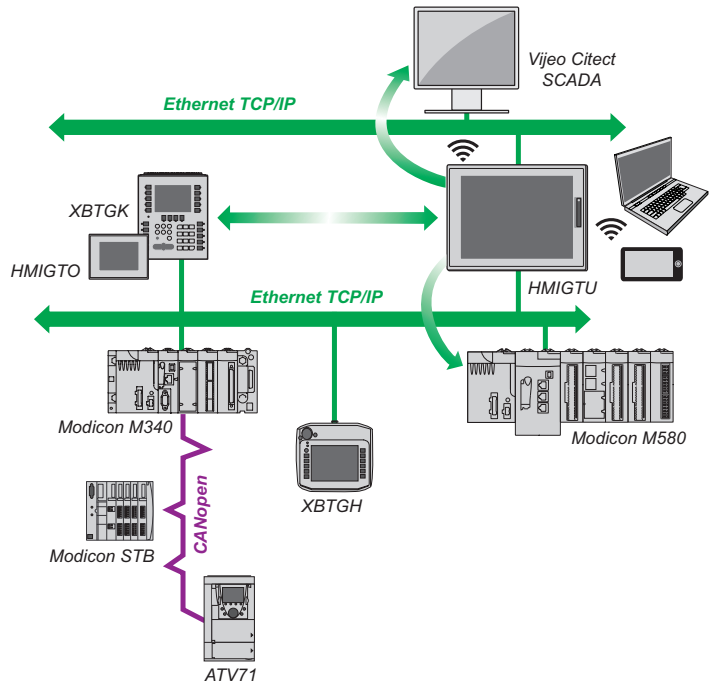 Vijeo Citect
SCADA
Ethernet TCP/IP
XBTGK
HMIGTO
HMIGTU
Ethernet TCP/IP
Modicon M340
Modicon M580
XBTGH
CANopen
Modicon STB
ATV71